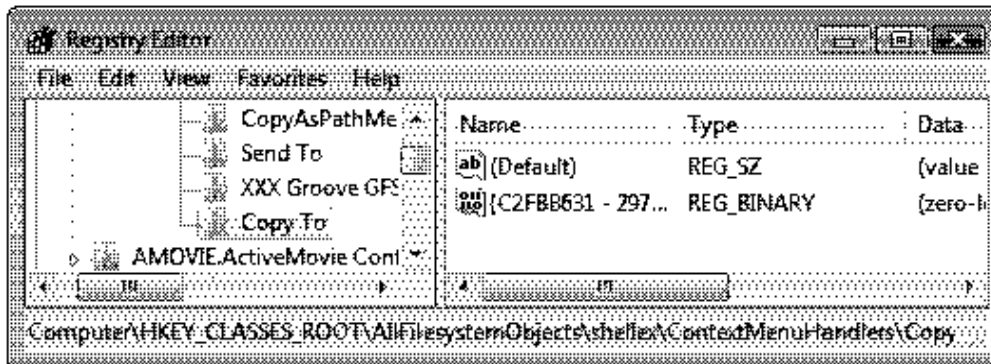 Registry Editor
File Edit View Favorites Help
CopyAsPathMe
Send To
XXX Groove GFS
Copy To
AMOVIE.ActiveMovie Cont
Name Type Data
ab (Default) REG_SZ (value
{C2FBB631 - 297... REG_BINARY (zero-l
Computer\HKEY_CLASSES_ROOT\AllFilesystemObjects\shellex\ContextMenuHandlers\Copy